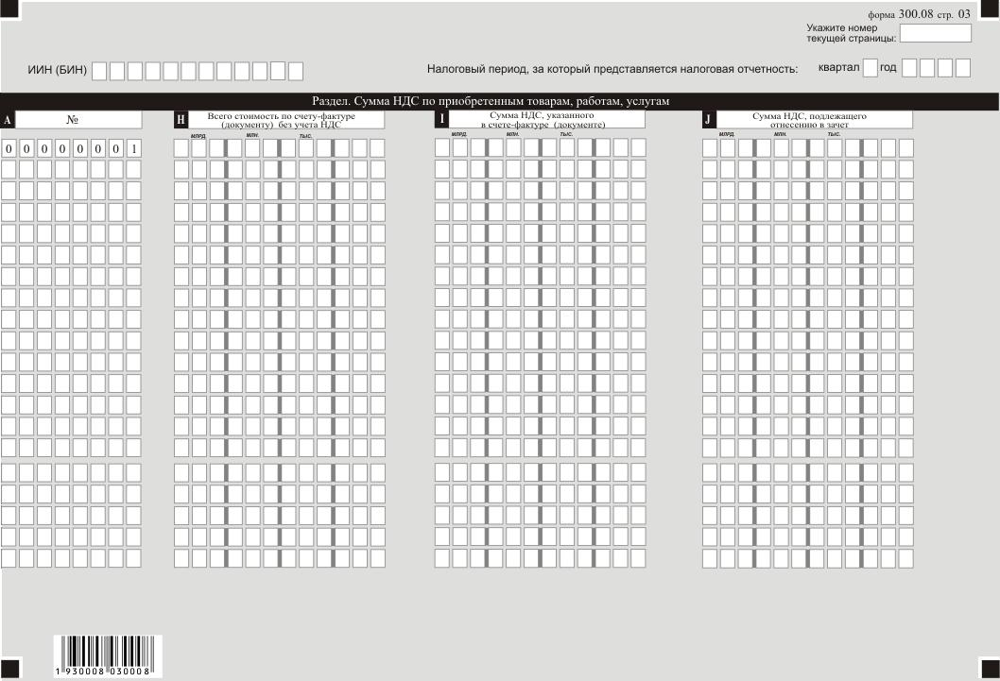 форма 300.08 стр. 03
Укажите номер
текущей страницы:
ИИН (БИН)
Налоговый период, за который представляется налоговая отчетность:
квартал
год
Раздел. Сумма НДС по приобретенным товарам, работам, услугам
A
№
H
Всего стоимость по счету-фактуре
(документу) без учета НДС
I
Сумма НДС, указанного
в счете-фактуре (документе)
J
Сумма НДС, подлежащего
отнесению в зачет
МЛРД. МЛН. ТЫС.
МЛРД. МЛН. ТЫС.
МЛРД. МЛН. ТЫС.
0 0 0 0 0 0 0 1
1 930008 030008